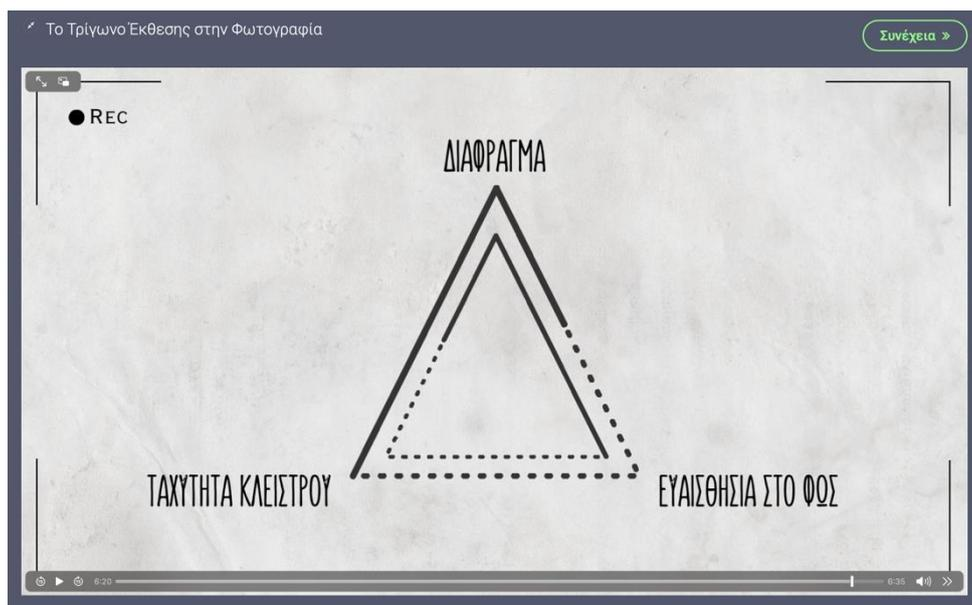 Το Τρίγωνο Έκθεσης στην Φωτογραφία
Συνέχεια »
REC
ΔΙΑΦΡΑΓΜΑ
ΤΑΧΥΤΗΤΑ ΚΛΕΙΣΤΡΟΥ
ΕΥΑΙΣΘΗΣΙΑ ΣΤΟ ΦΩΣ
6:20
6:35